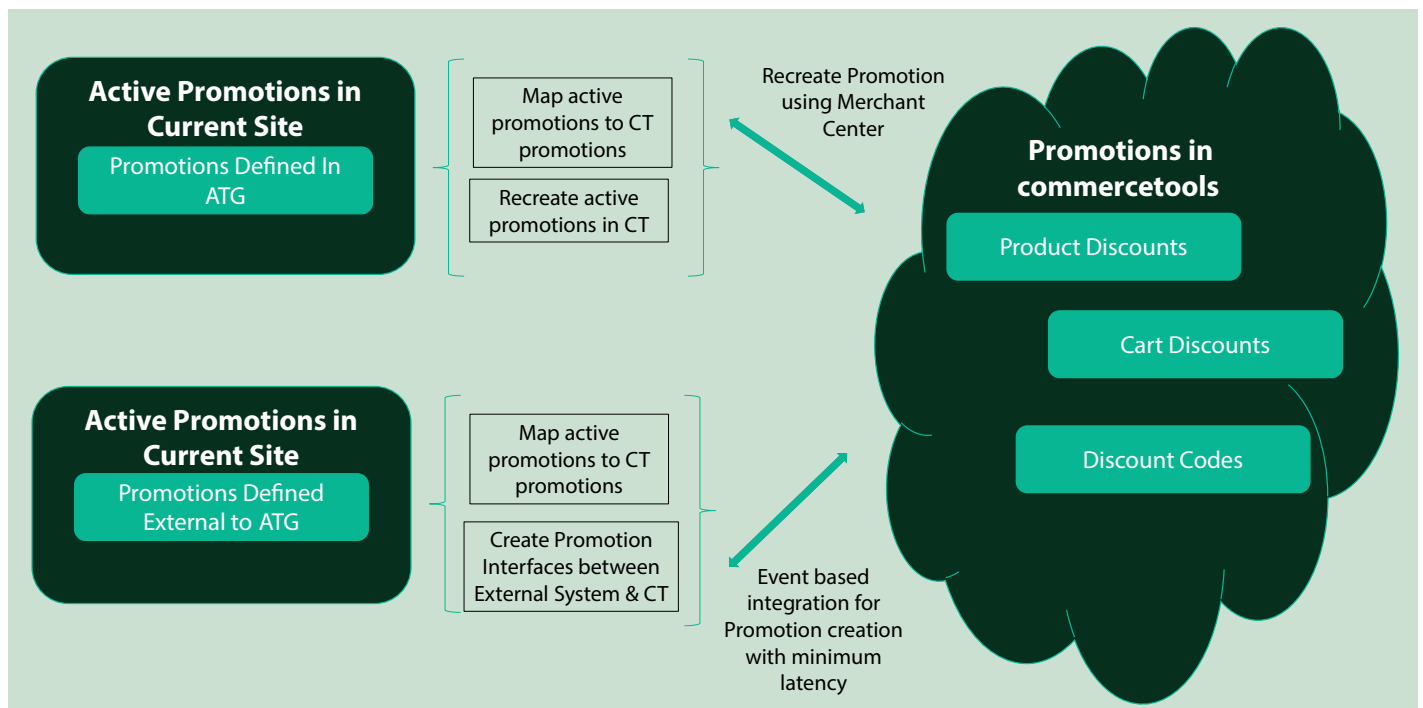 Active Promotions in
Current Site
Promotions Defined In
ATG
Map active
promotions to CT
promotions
Recreate active
promotions in CT
Recreate Promotion
using Merchant
Center
Active Promotions in
Current Site
Promotions Defined
External to ATG
Map active
promotions to CT
promotions
Create Promotion
Interfaces between
External System & CT
Event based
integration for
Promotion creation
with minimum
latency
Promotions in
commercetools
Product Discounts
Cart Discounts
Discount Codes